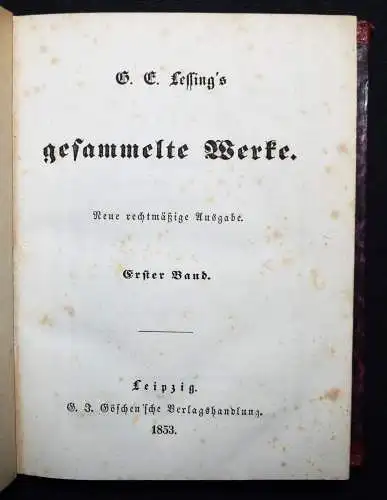 G. E. Lessing's
gesammelte Werke.
Neue rechtmäßige Ausgabe.
Erster Band.
Leipzig.
G. J. Göschen'sche Verlagshandlung.
1853.